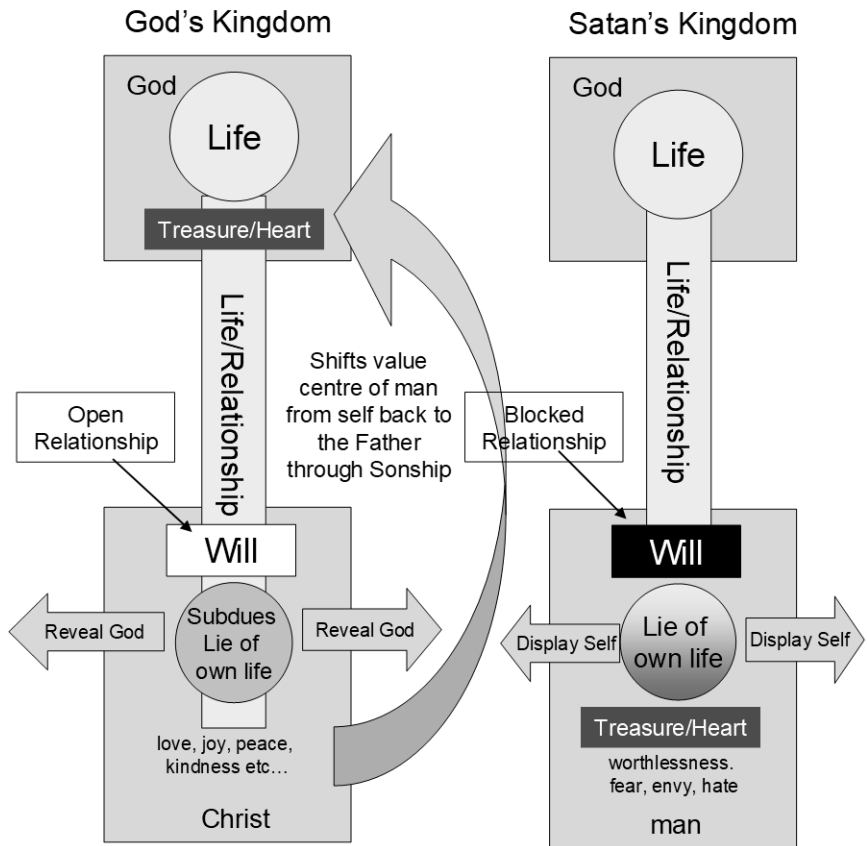 God's Kingdom
God
Life
Treasure/Heart
Life/Relationship
Open
Relationship
Will
Reveal God
Subdues
Lie of
own life
Reveal God
love, joy, peace,
kindness etc...
Christ
Shifts value
centre of man
from self back to
the Father
through Sonship
Satan's Kingdom
God
Life
Life/Relationship
Blocked
Relationship
Will
Display Self
Lie of
own life
Display Self
Treasure/Heart
worthlessness.
fear, envy, hate
man